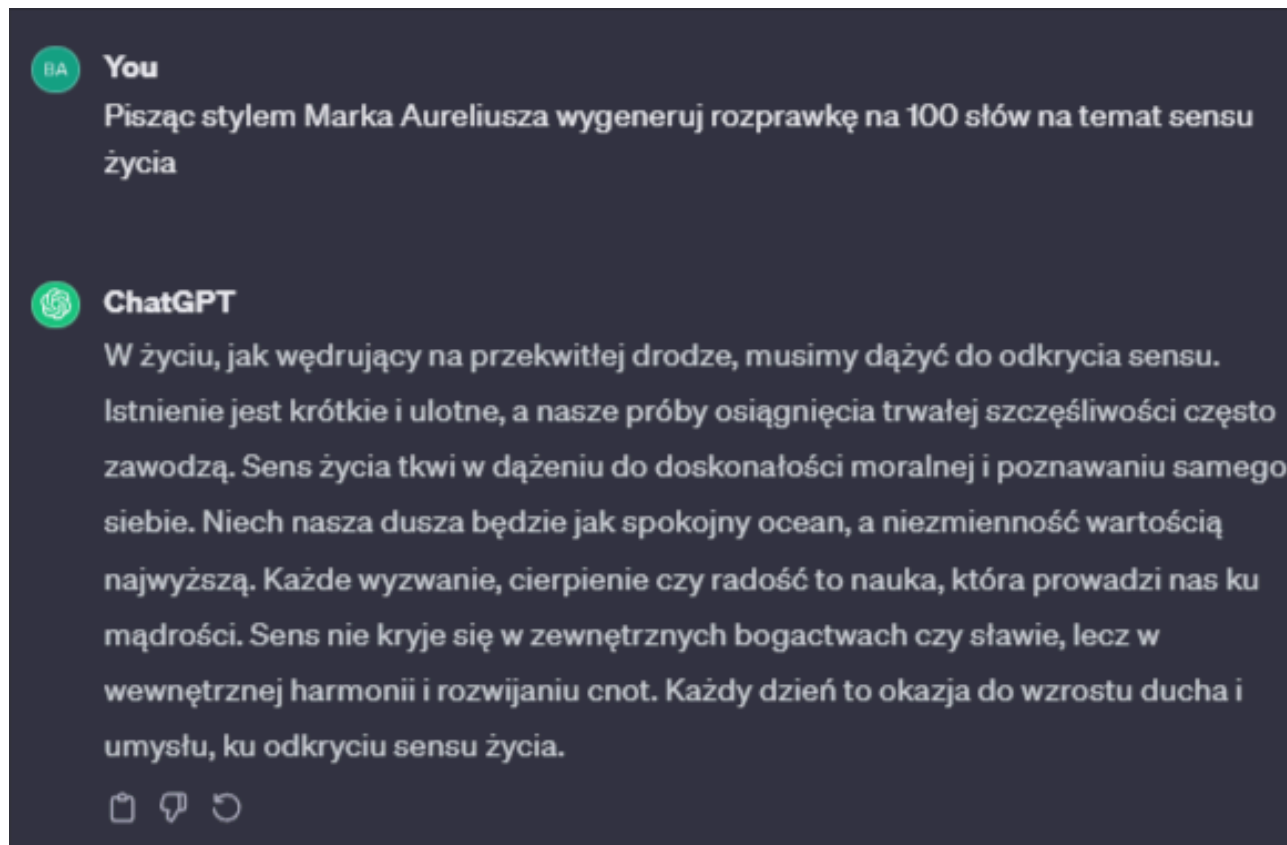 BA
You
Pisząc stylem Marka Aureliusza wygeneruj rozprawkę na 100 słów na temat sensu
życia
ChatGPT
W życiu, jak wędrujący na przekwitłej drodze, musimy dążyć do odkrycia sensu.
Istnienie jest krótkie i ulotne, a nasze próby osiągnięcia trwałej szczęśliwości często
zawodzą. Sens życia tkwi w dążeniu do doskonałości moralnej i poznawaniu samego
siebie. Niech nasza dusza będzie jak spokojny ocean, a niezmienność wartością
najwyższą. Każde wyzwanie, cierpienie czy radość to nauka, która prowadzi nas ku
mądrości. Sens nie kryje się w zewnętrznych bogactwach czy sławie, lecz w
wewnętrznej harmonii i rozwijaniu cnot. Każdy dzień to okazja do wzrostu ducha i
umysłu, ku odkryciu sensu życia.